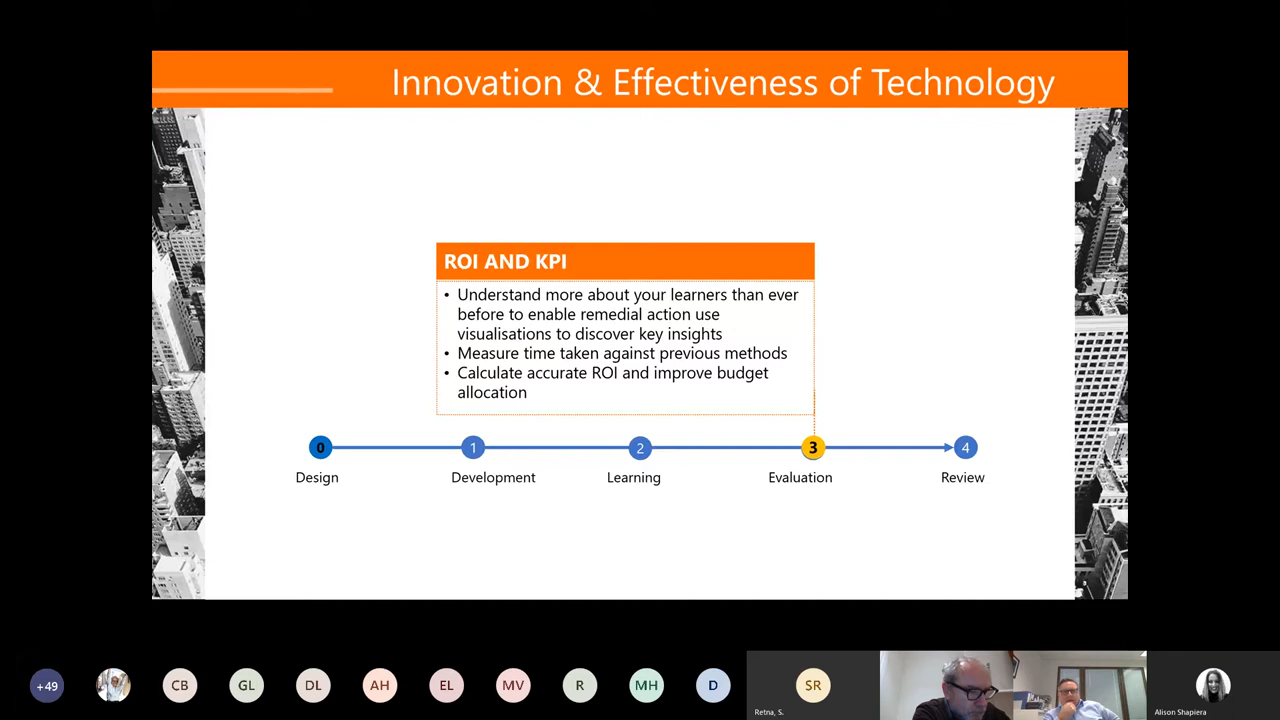 Innovation & Effectiveness of Technology
ROI AND KPI
• Understand more about your learners than ever
before to enable remedial action use
visualisations to discover key insights
• Measure time taken against previous methods
• Calculate accurate ROI and improve budget
allocation
0 1 2 3 4
Design Development Learning Evaluation Review
+49 CB GL DL AH EL MV R MH D SR
Retna, S. Alison Shapiera